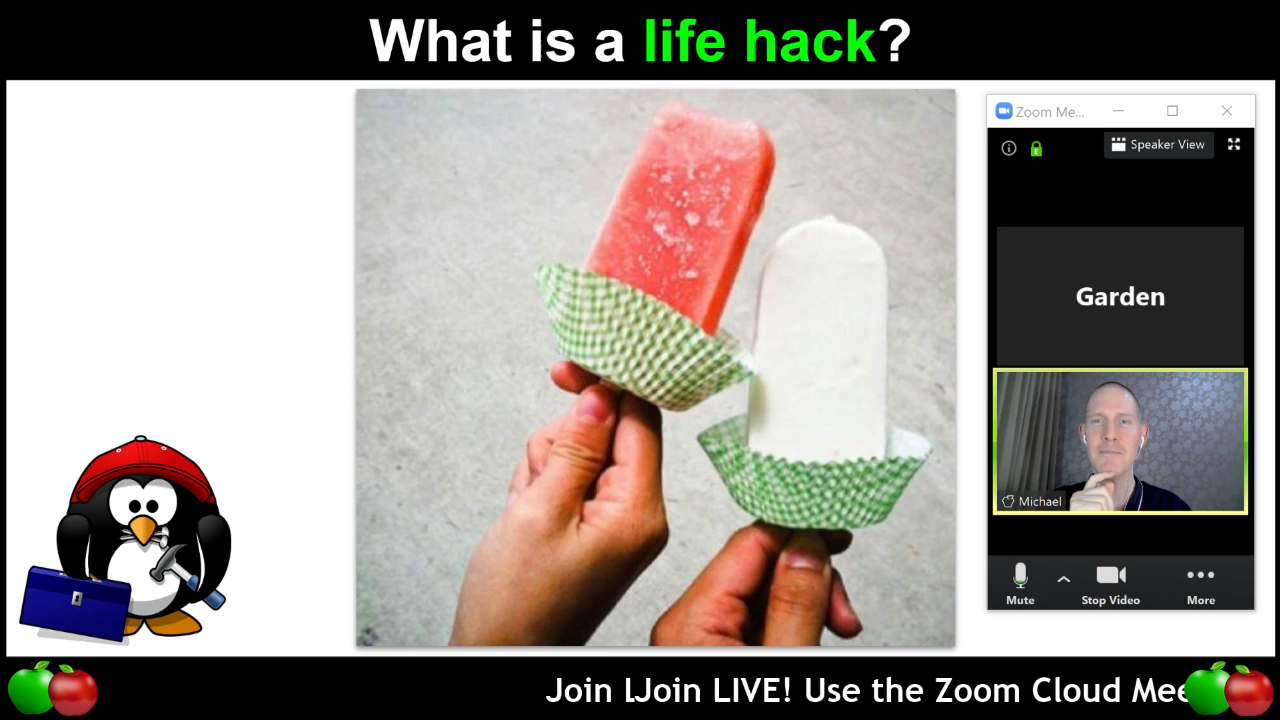 What is a life hack?
Zoom Me...
Speaker View
Garden
Michael
Mute
Stop Video
More
Join LJoin LIVE! Use the Zoom Cloud Mee